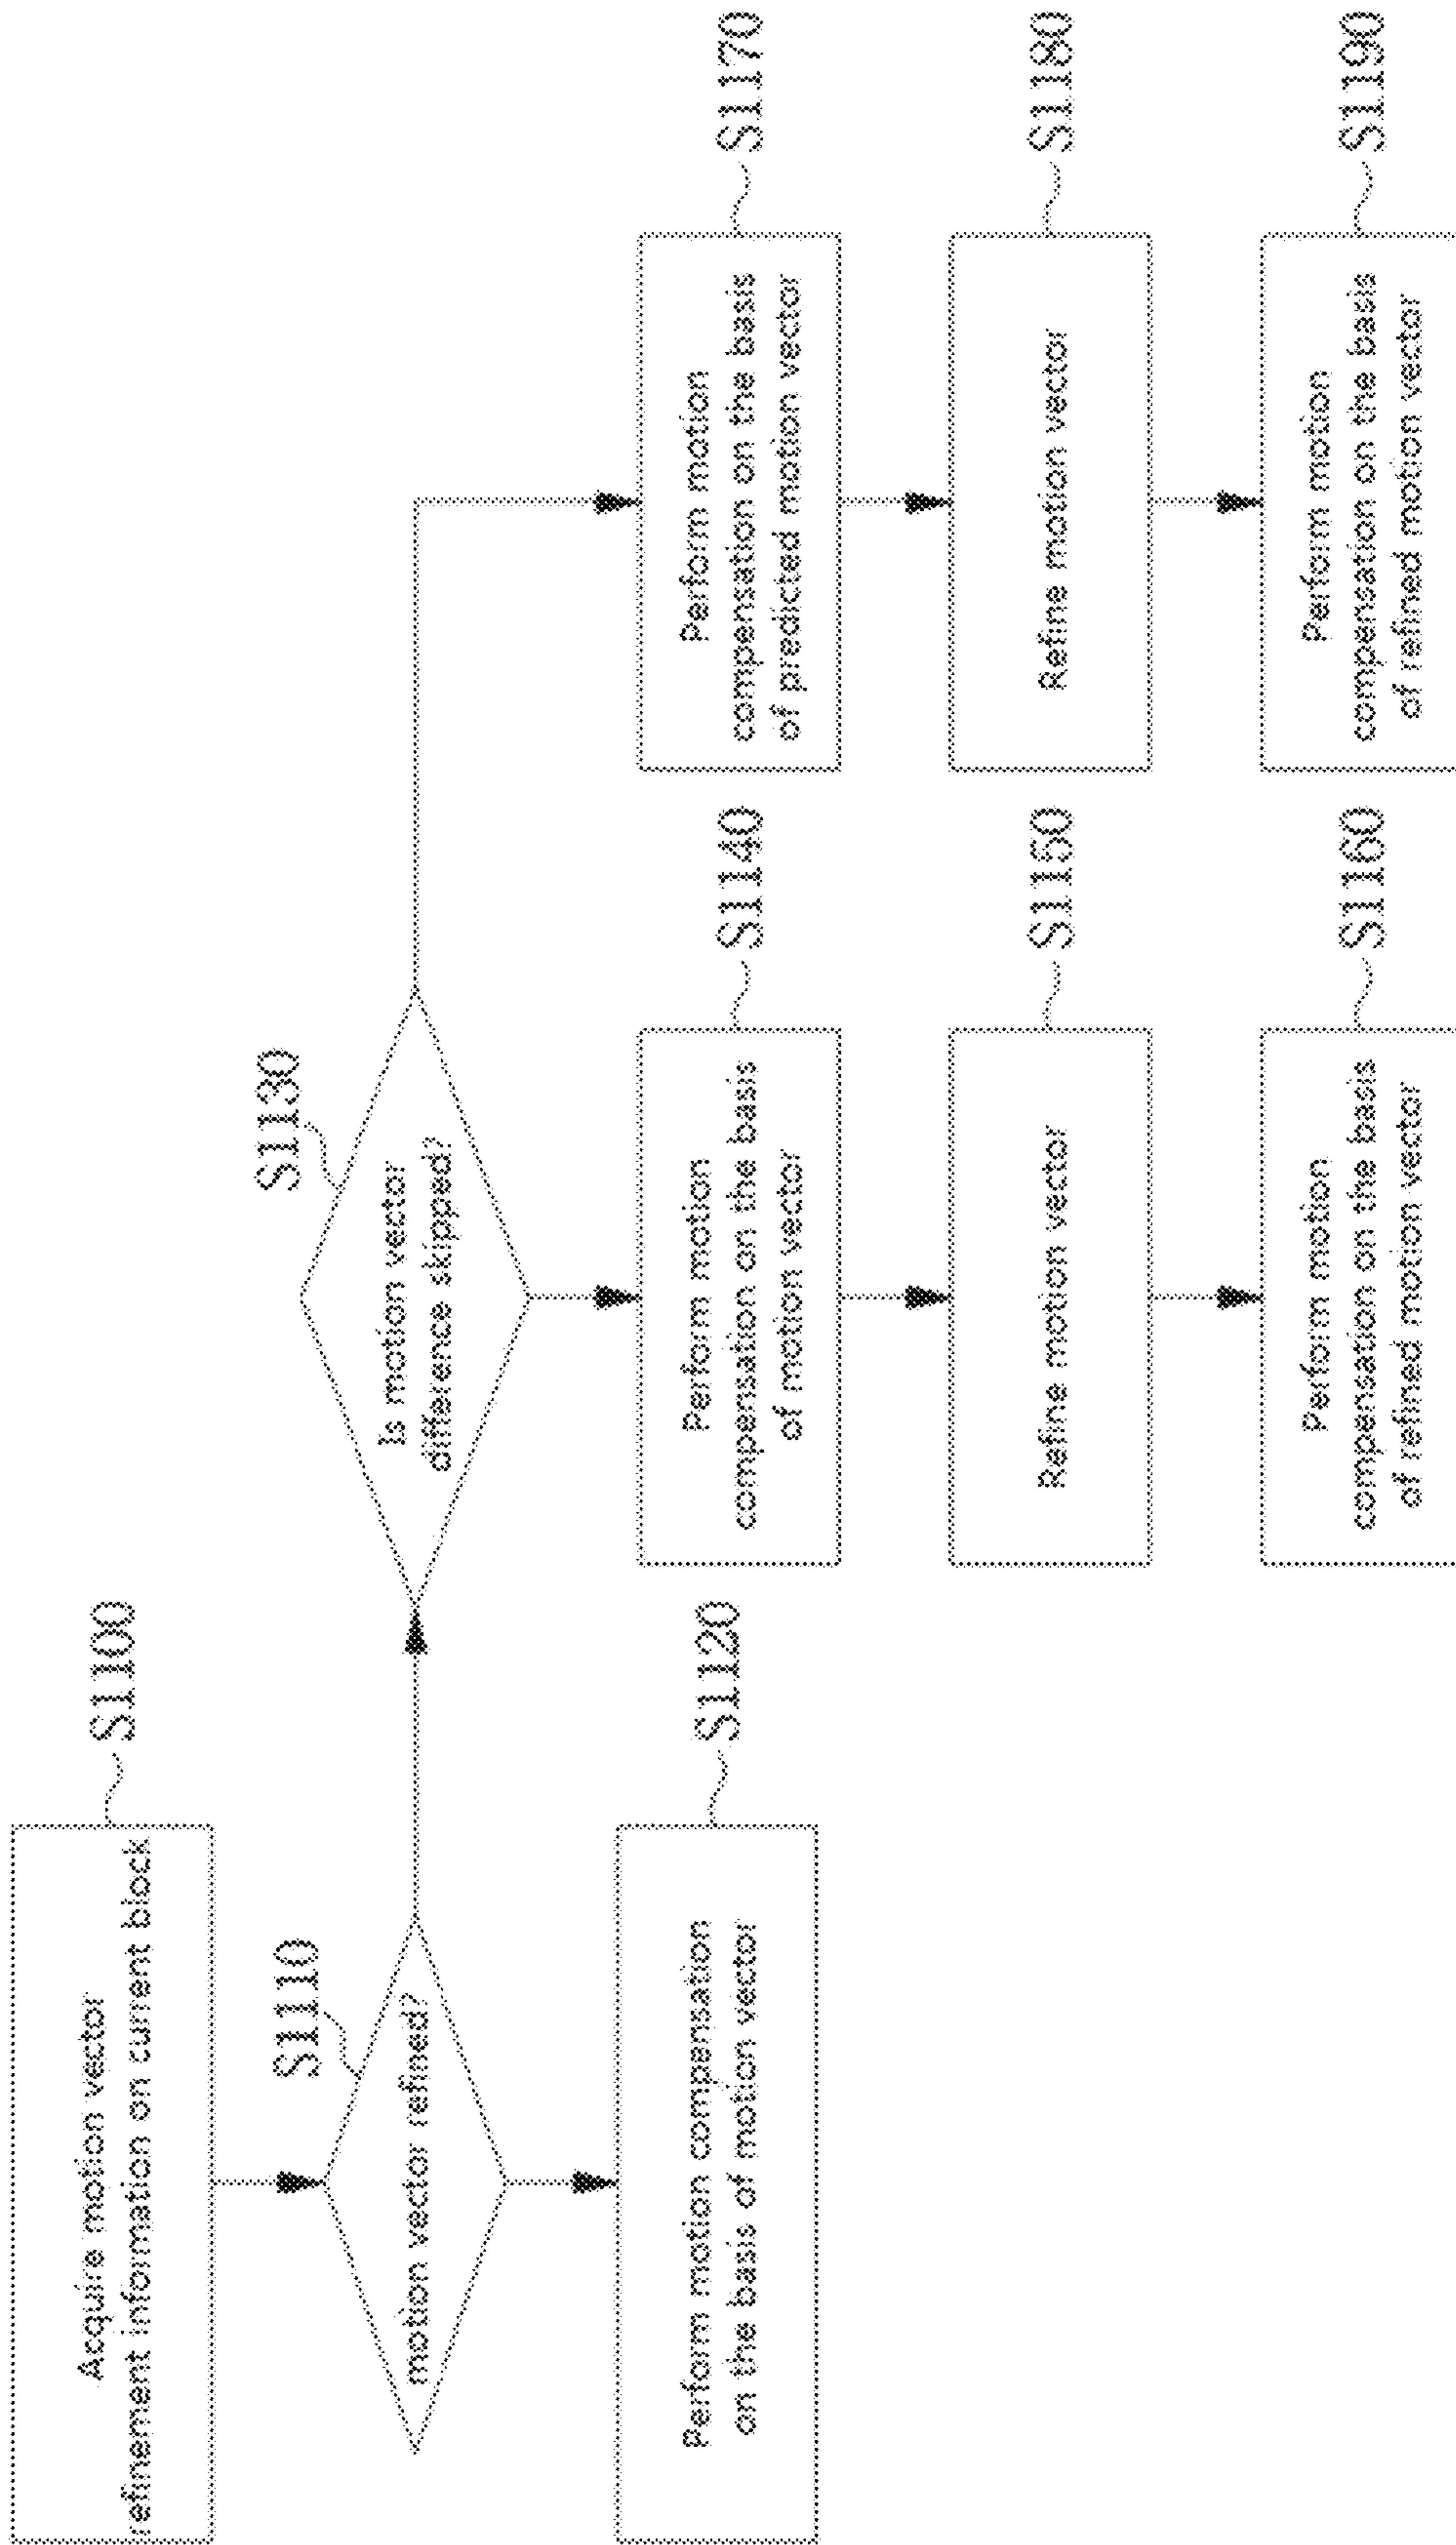 Acquire motion vector
refinement information on current block
S1100
S1110
motion vector refined?
Perform motion compensation
on the basis of motion vector
S1120
S1130
Is motion vector
difference skipped?
Perform motion
compensation on the basis
of motion vector
S1140
Refine motion vector
S1150
Perform motion
compensation on the basis
of refined motion vector
S1160
Perform motion
compensation on the basis
of predicted motion vector
S1170
Refine motion vector
S1180
Perform motion
compensation on the basis
of refined motion vector
S1190